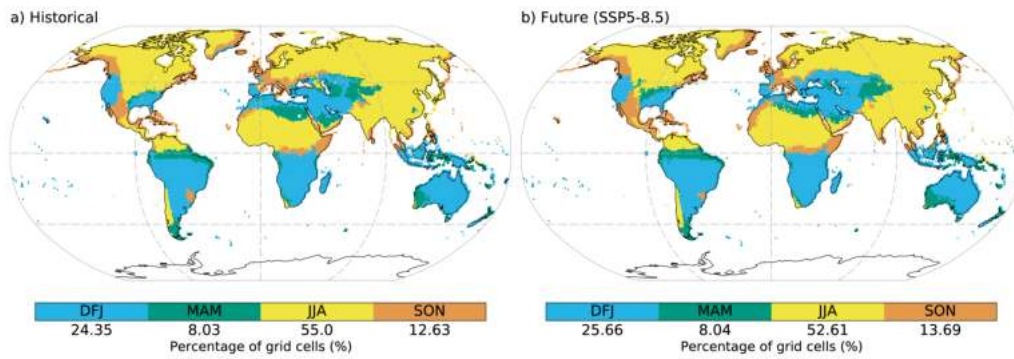 a) Historical
b) Future (SSP5-8.5)
DFJ MAM JJA SON
24.35 8.03 55.0 12.63
Percentage of grid cells (%)
DFJ MAM JJA SON
25.66 8.04 52.61 13.69
Percentage of grid cells (%)